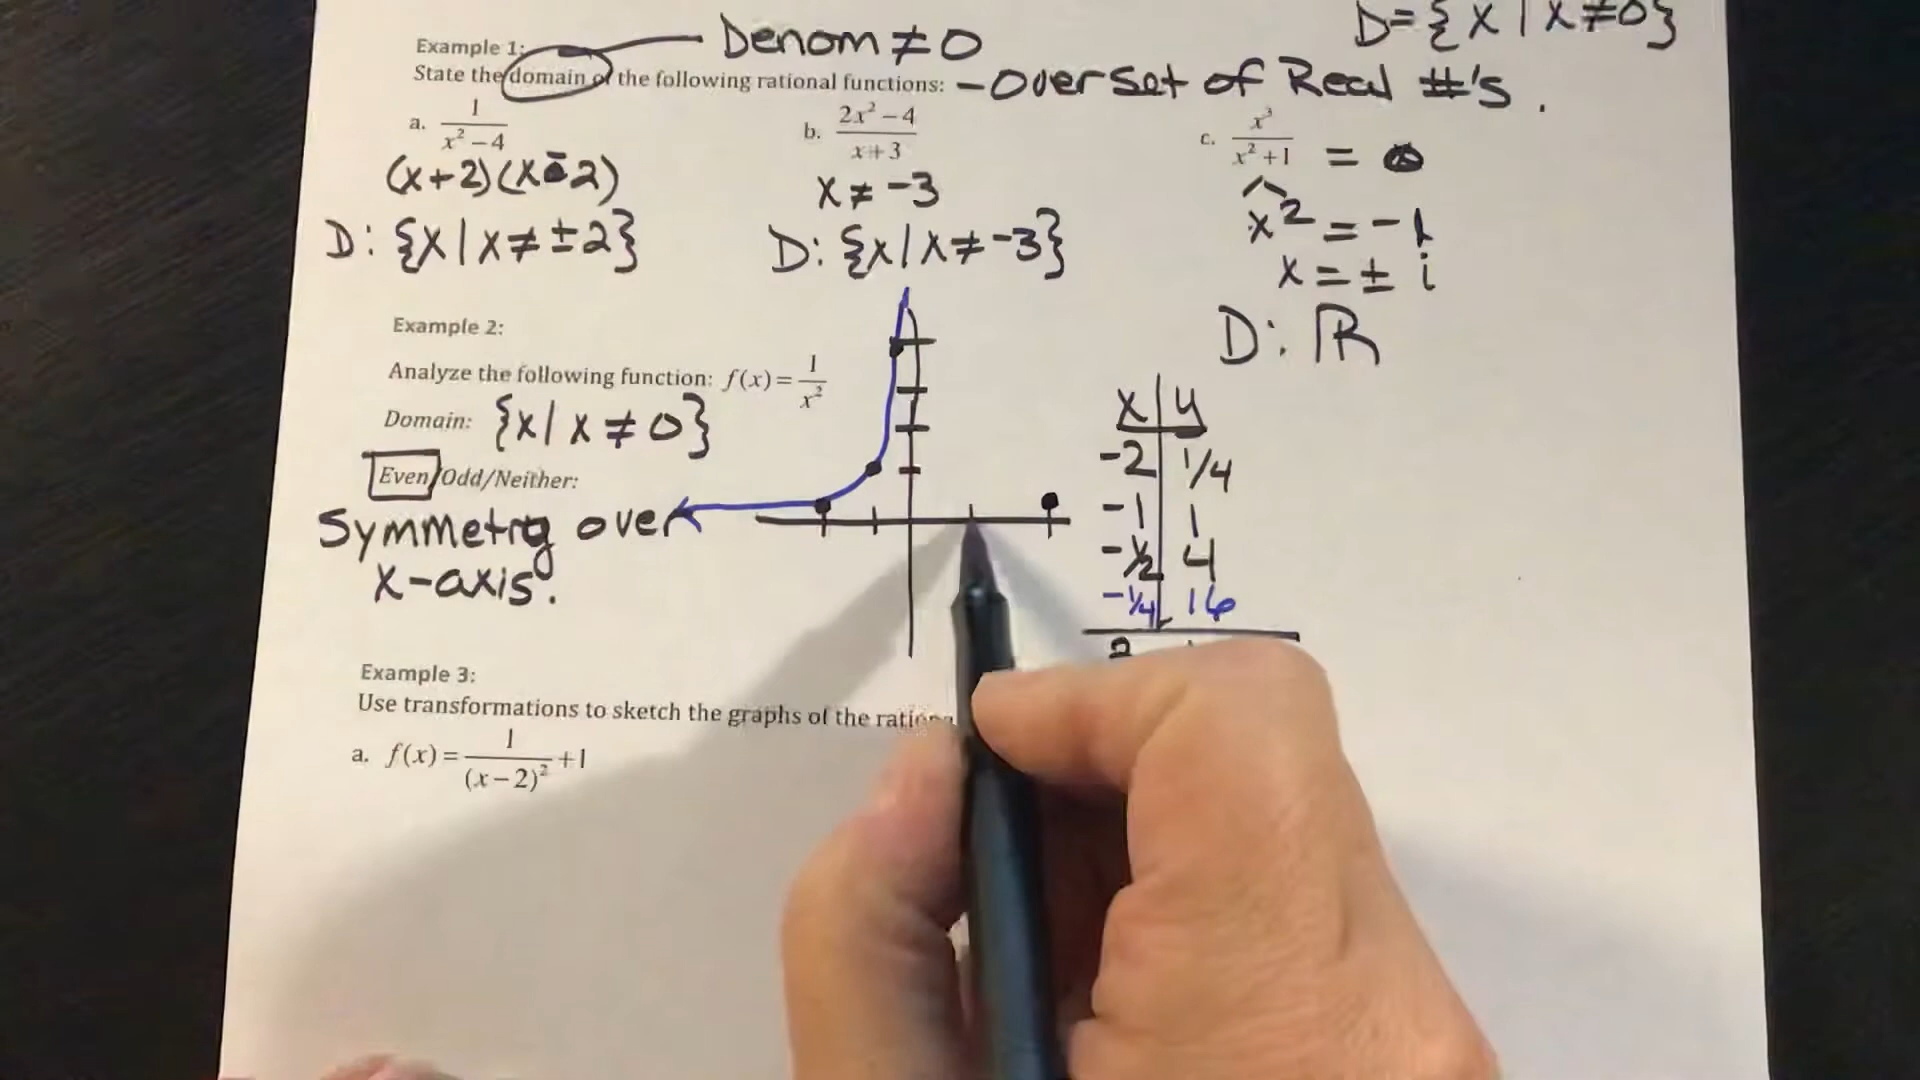 D={x | x≠0}
Denom ≠ 0
Example 1:
State the domain of the following rational functions: – Over Set of Real #'s.
a. 1/(x² − 4)
b. (2x² − 4)/(x + 3)
c. x³/(x² + 1) = 0
(x+2)(x-2)
x ≠ -3
x² = -1
x = ± i
D: {x | x ≠ ±2}
D: {x | x ≠ -3}
D: ℝ
Example 2:
Analyze the following function: f(x) = 1/x²
Domain: {x | x ≠ 0}
Even/Odd/Neither:
Symmetry over
x-axis.
x | y
-2 | 1/4
-1 | 1
-1/2 | 4
-1/4 | 16
2
Example 3:
Use transformations to sketch the graphs of the
a. f(x) = 1/(x − 2)² + 1